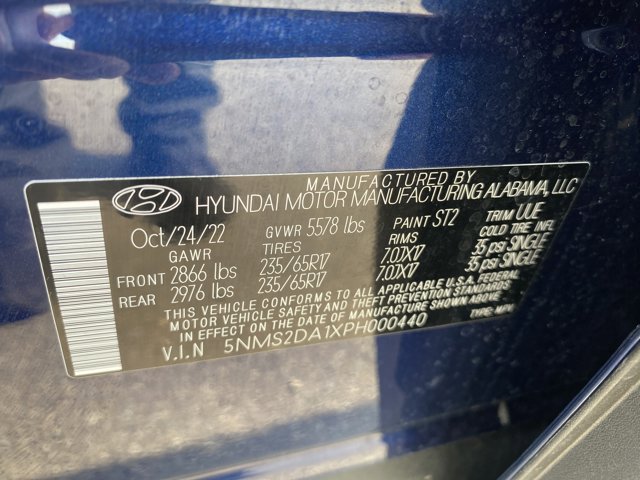 MANUFACTURED BY
HYUNDAI MOTOR MANUFACTURING ALABAMA, LLC
Oct/24/22 GVWR 5578 lbs PAINT ST2 TRIM UUE
GAWR TIRES RIMS COLD TIRE INFL
FRONT 2866 lbs 235/65R17 7.0JX17 35 psi SINGLE
REAR 2976 lbs 235/65R17 7.0JX17 35 psi SINGLE
THIS VEHICLE CONFORMS TO ALL APPLICABLE U.S.A. FEDERAL
MOTOR VEHICLE SAFETY AND THEFT PREVENTION STANDARDS
IN EFFECT ON THE DATE OF MANUFACTURE SHOWN ABOVE.
V.I.N 5NMS2DA1XPH000440 TYPE: MPV